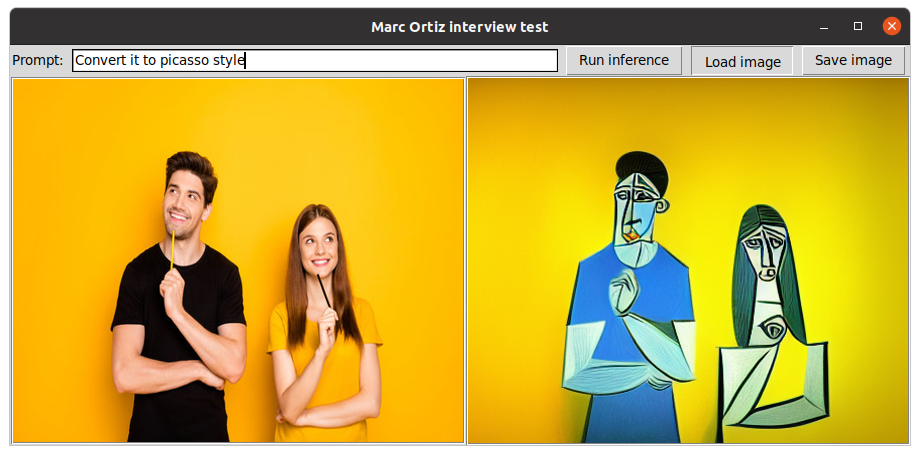 Marc Ortiz interview test
Prompt: Convert it to picasso style Run inference Load image Save image